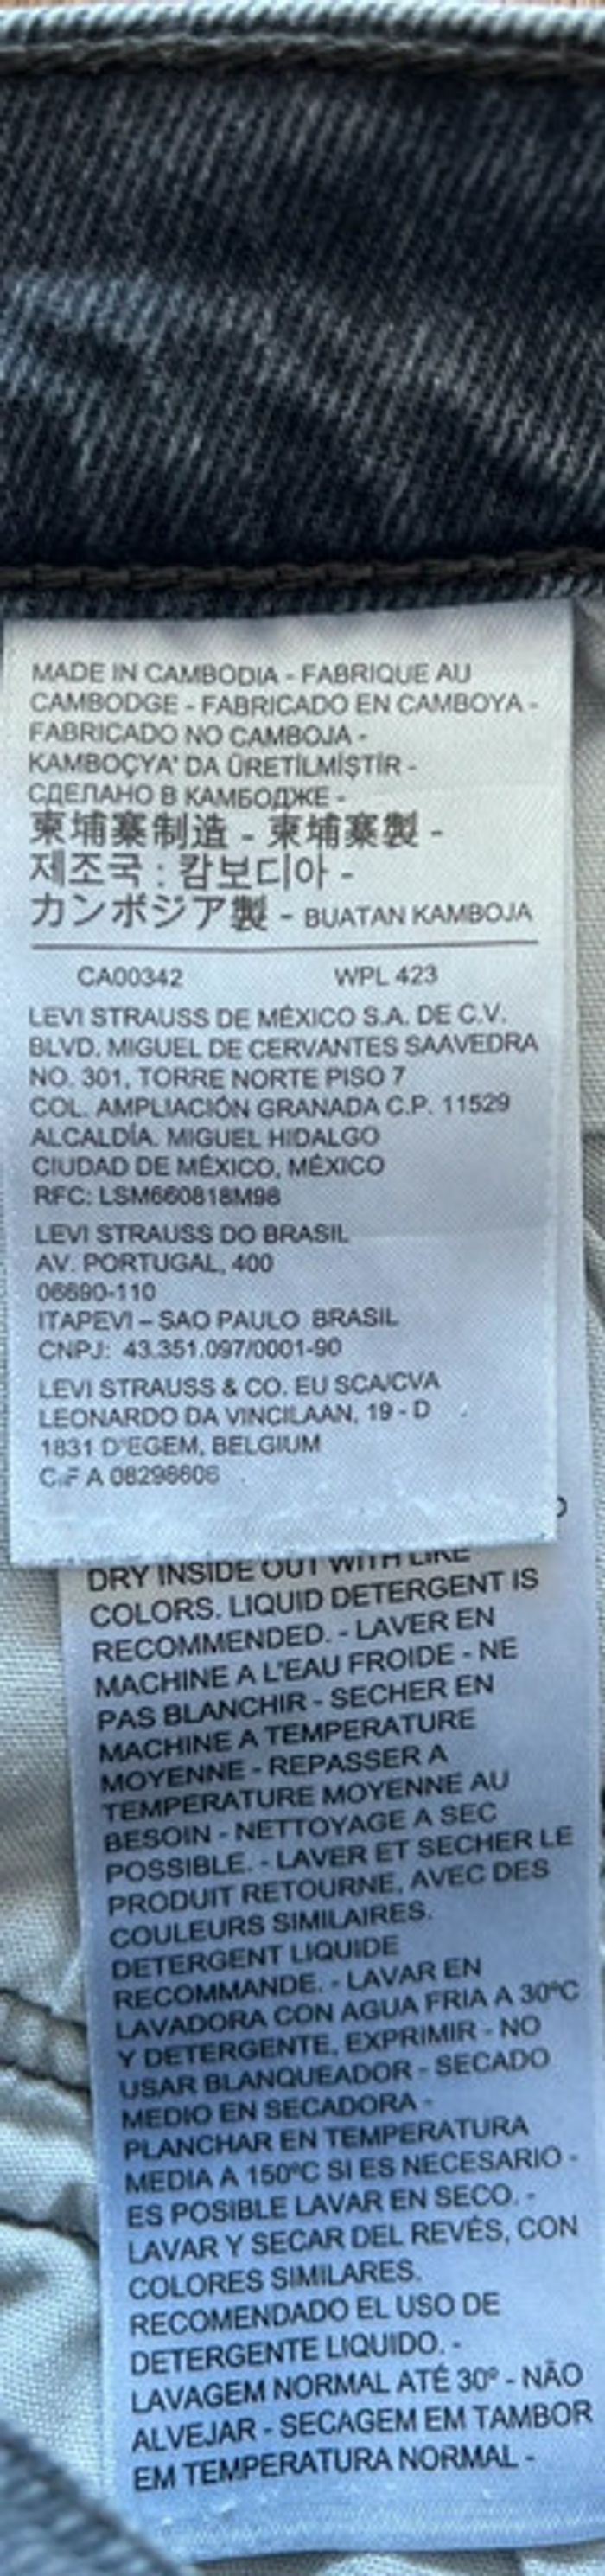 MADE IN CAMBODIA - FABRIQUE AU
CAMBODGE - FABRICADO EN CAMBOYA -
FABRICADO NO CAMBOJA -
KAMBOÇYA' DA ÜRETİLMİŞTİR -
СДЕЛАНО В КАМБОДЖЕ -
柬埔寨制造 - 柬埔寨製 -
제조국 : 캄보디아 -
カンボジア製 - BUATAN KAMBOJA
CA00342 WPL 423
LEVI STRAUSS DE MÉXICO S.A. DE C.V.
BLVD. MIGUEL DE CERVANTES SAAVEDRA
NO. 301, TORRE NORTE PISO 7
COL. AMPLIACIÓN GRANADA C.P. 11529
ALCALDÍA. MIGUEL HIDALGO
CIUDAD DE MÉXICO, MÉXICO
RFC: LSM660818M98
LEVI STRAUSS DO BRASIL
AV. PORTUGAL, 400
06690-110
ITAPEVI – SAO PAULO BRASIL
CNPJ: 43.351.097/0001-90
LEVI STRAUSS & CO. EU SCA/CVA
LEONARDO DA VINCILAAN, 19 - D
1831 D'EGEM, BELGIUM
C.F A 08298606
DRY INSIDE OUT WITH LIKE
COLORS. LIQUID DETERGENT IS
RECOMMENDED. - LAVER EN
MACHINE A L'EAU FROIDE - NE
PAS BLANCHIR - SECHER EN
MACHINE A TEMPERATURE
MOYENNE - REPASSER A
TEMPERATURE MOYENNE AU
BESOIN - NETTOYAGE A SEC
POSSIBLE. - LAVER ET SECHER LE
PRODUIT RETOURNE, AVEC DES
COULEURS SIMILAIRES.
DETERGENT LIQUIDE
RECOMMANDE. - LAVAR EN
LAVADORA CON AGUA FRIA A 30ºC
Y DETERGENTE, EXPRIMIR - NO
USAR BLANQUEADOR - SECADO
MEDIO EN SECADORA -
PLANCHAR EN TEMPERATURA
MEDIA A 150ºC SI ES NECESARIO -
ES POSIBLE LAVAR EN SECO. -
LAVAR Y SECAR DEL REVÉS, CON
COLORES SIMILARES.
RECOMENDADO EL USO DE
DETERGENTE LIQUIDO. -
LAVAGEM NORMAL ATÉ 30º - NÃO
ALVEJAR - SECAGEM EM TAMBOR
EM TEMPERATURA NORMAL -